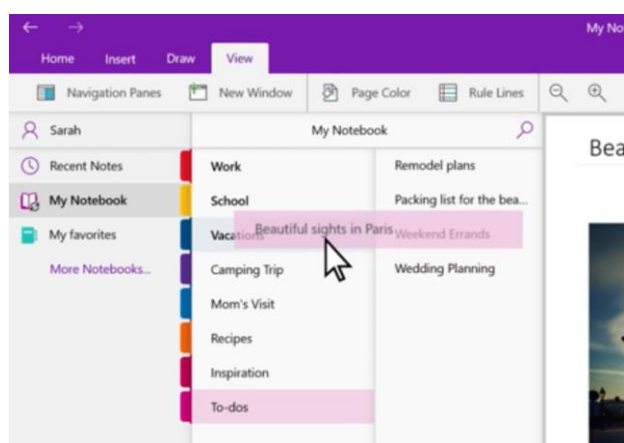 My No
Home Insert Draw View
Navigation Panes New Window Page Color Rule Lines
Sarah
My Notebook
Bea
Recent Notes
My Notebook
My favorites
More Notebooks...
Work
School
Vacations
Camping Trip
Mom's Visit
Recipes
Inspiration
To-dos
Remodel plans
Packing list for the bea...
Beautiful sights in Paris
Weekend Errands
Wedding Planning